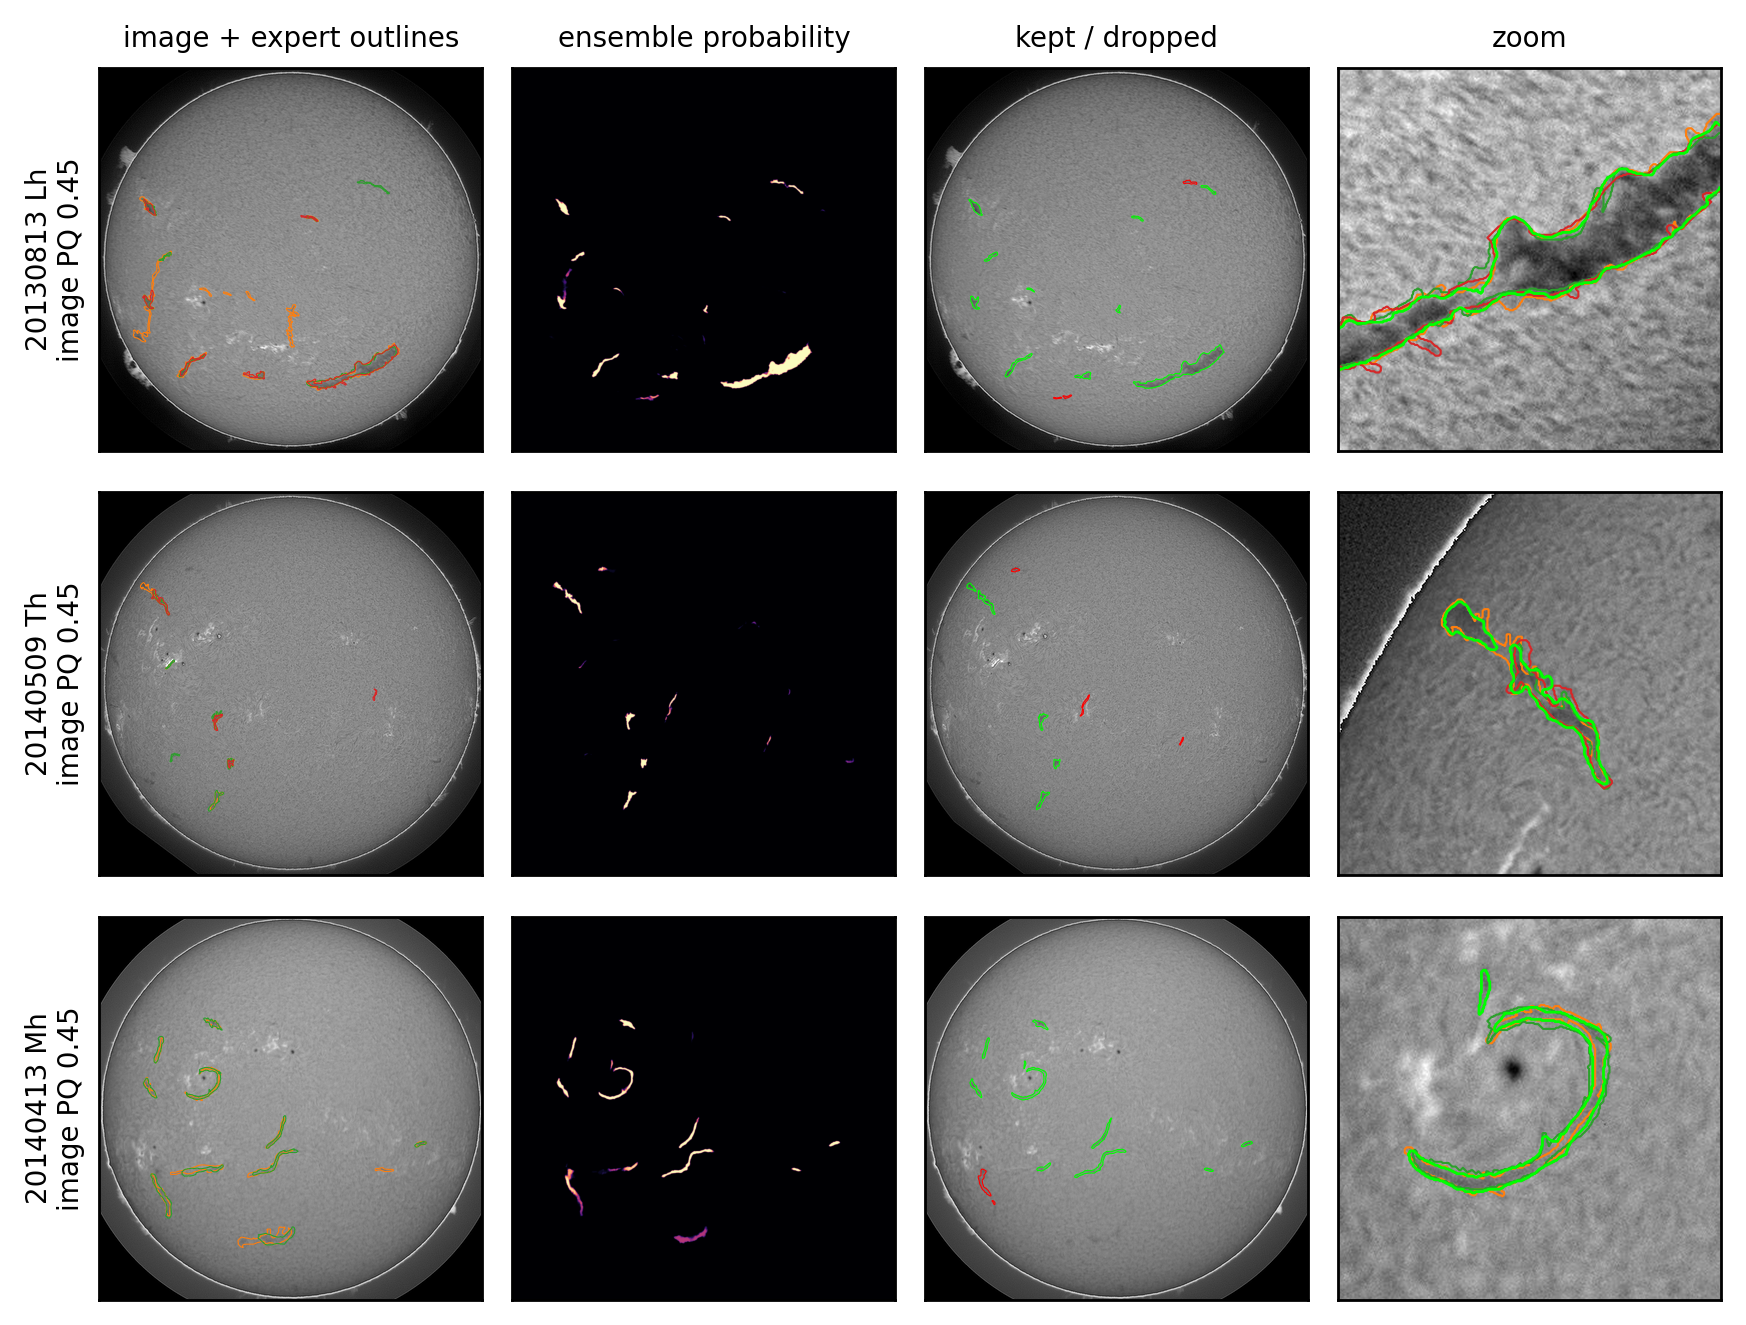 image + expert outlines
ensemble probability
kept / dropped
zoom
20130813 Lh
image PQ 0.45
20140509 Th
image PQ 0.45
20140413 Mh
image PQ 0.45